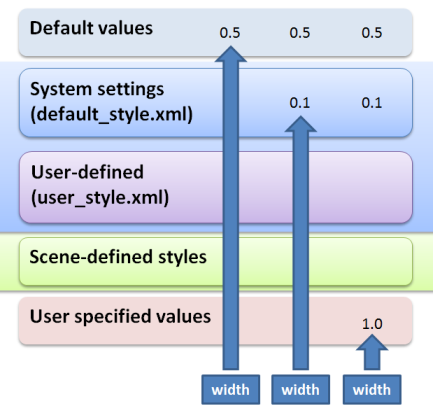 Default values 0.5 0.5 0.5
System settings
(default_style.xml) 0.1 0.1
User-defined
(user_style.xml)
Scene-defined styles
User specified values 1.0
width width width